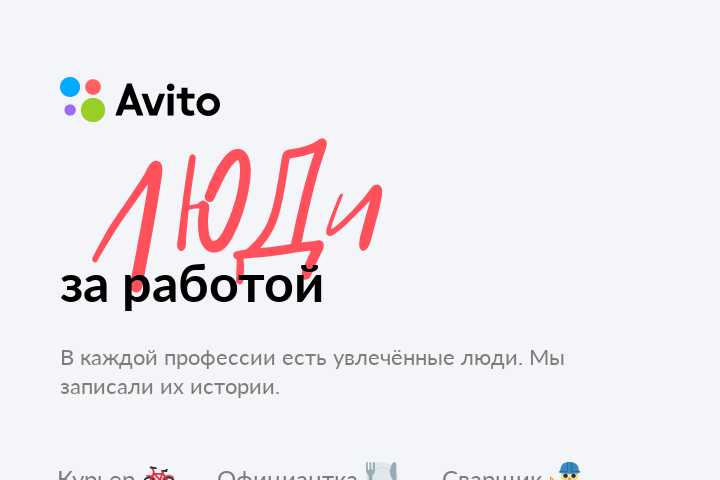 Avito
ЛЮДи
за работой
В каждой профессии есть увлечённые люди. Мы
записали их истории.
Курьер Официантка Сварщик